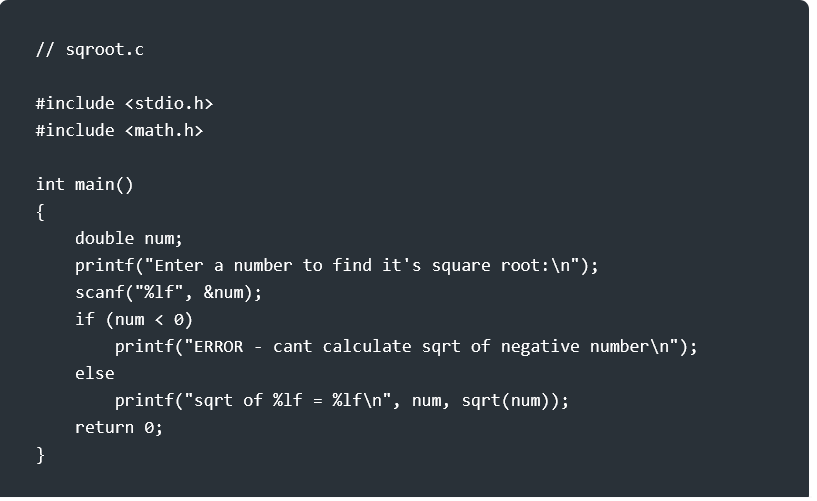 // sqroot.c
#include <stdio.h>
#include <math.h>
int main()
{
    double num;
    printf("Enter a number to find it's square root:\n");
    scanf("%lf", &num);
    if (num < 0)
        printf("ERROR - cant calculate sqrt of negative number\n");
    else
        printf("sqrt of %lf = %lf\n", num, sqrt(num));
    return 0;
}